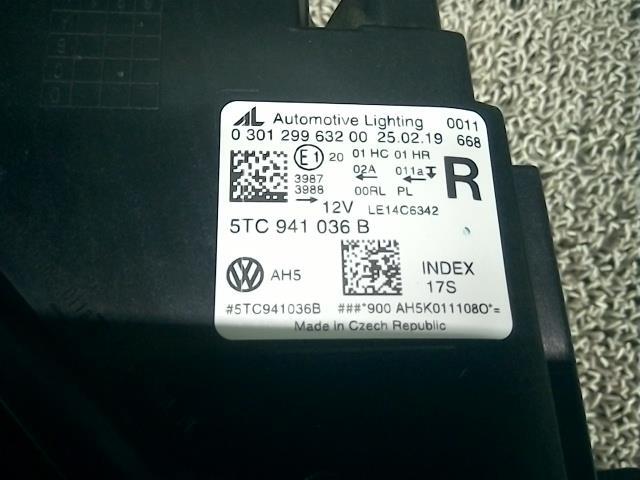 AL Automotive Lighting 0011
0 301 299 632 00 25.02.19 668
E1 20 01 HC 01 HR
3987 02A 011a
3988 00RL PL
R
12V LE14C6342
5TC 941 036 B
VW AH5
INDEX
17S
#5TC941036B ###*900 AH5K011108O*=
Made in Czech Republic